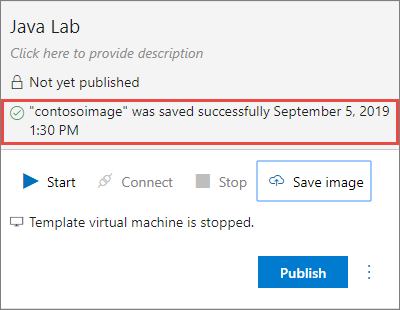 Java Lab
Click here to provide description
Not yet published
"contosoimage" was saved successfully September 5, 2019
1:30 PM
Start Connect Stop Save image
Template virtual machine is stopped.
Publish